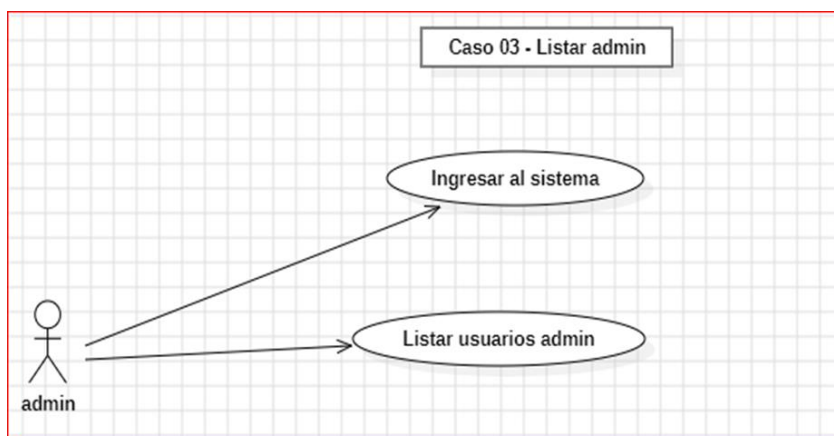 Caso 03 - Listar admin
Ingresar al sistema
Listar usuarios admin
admin